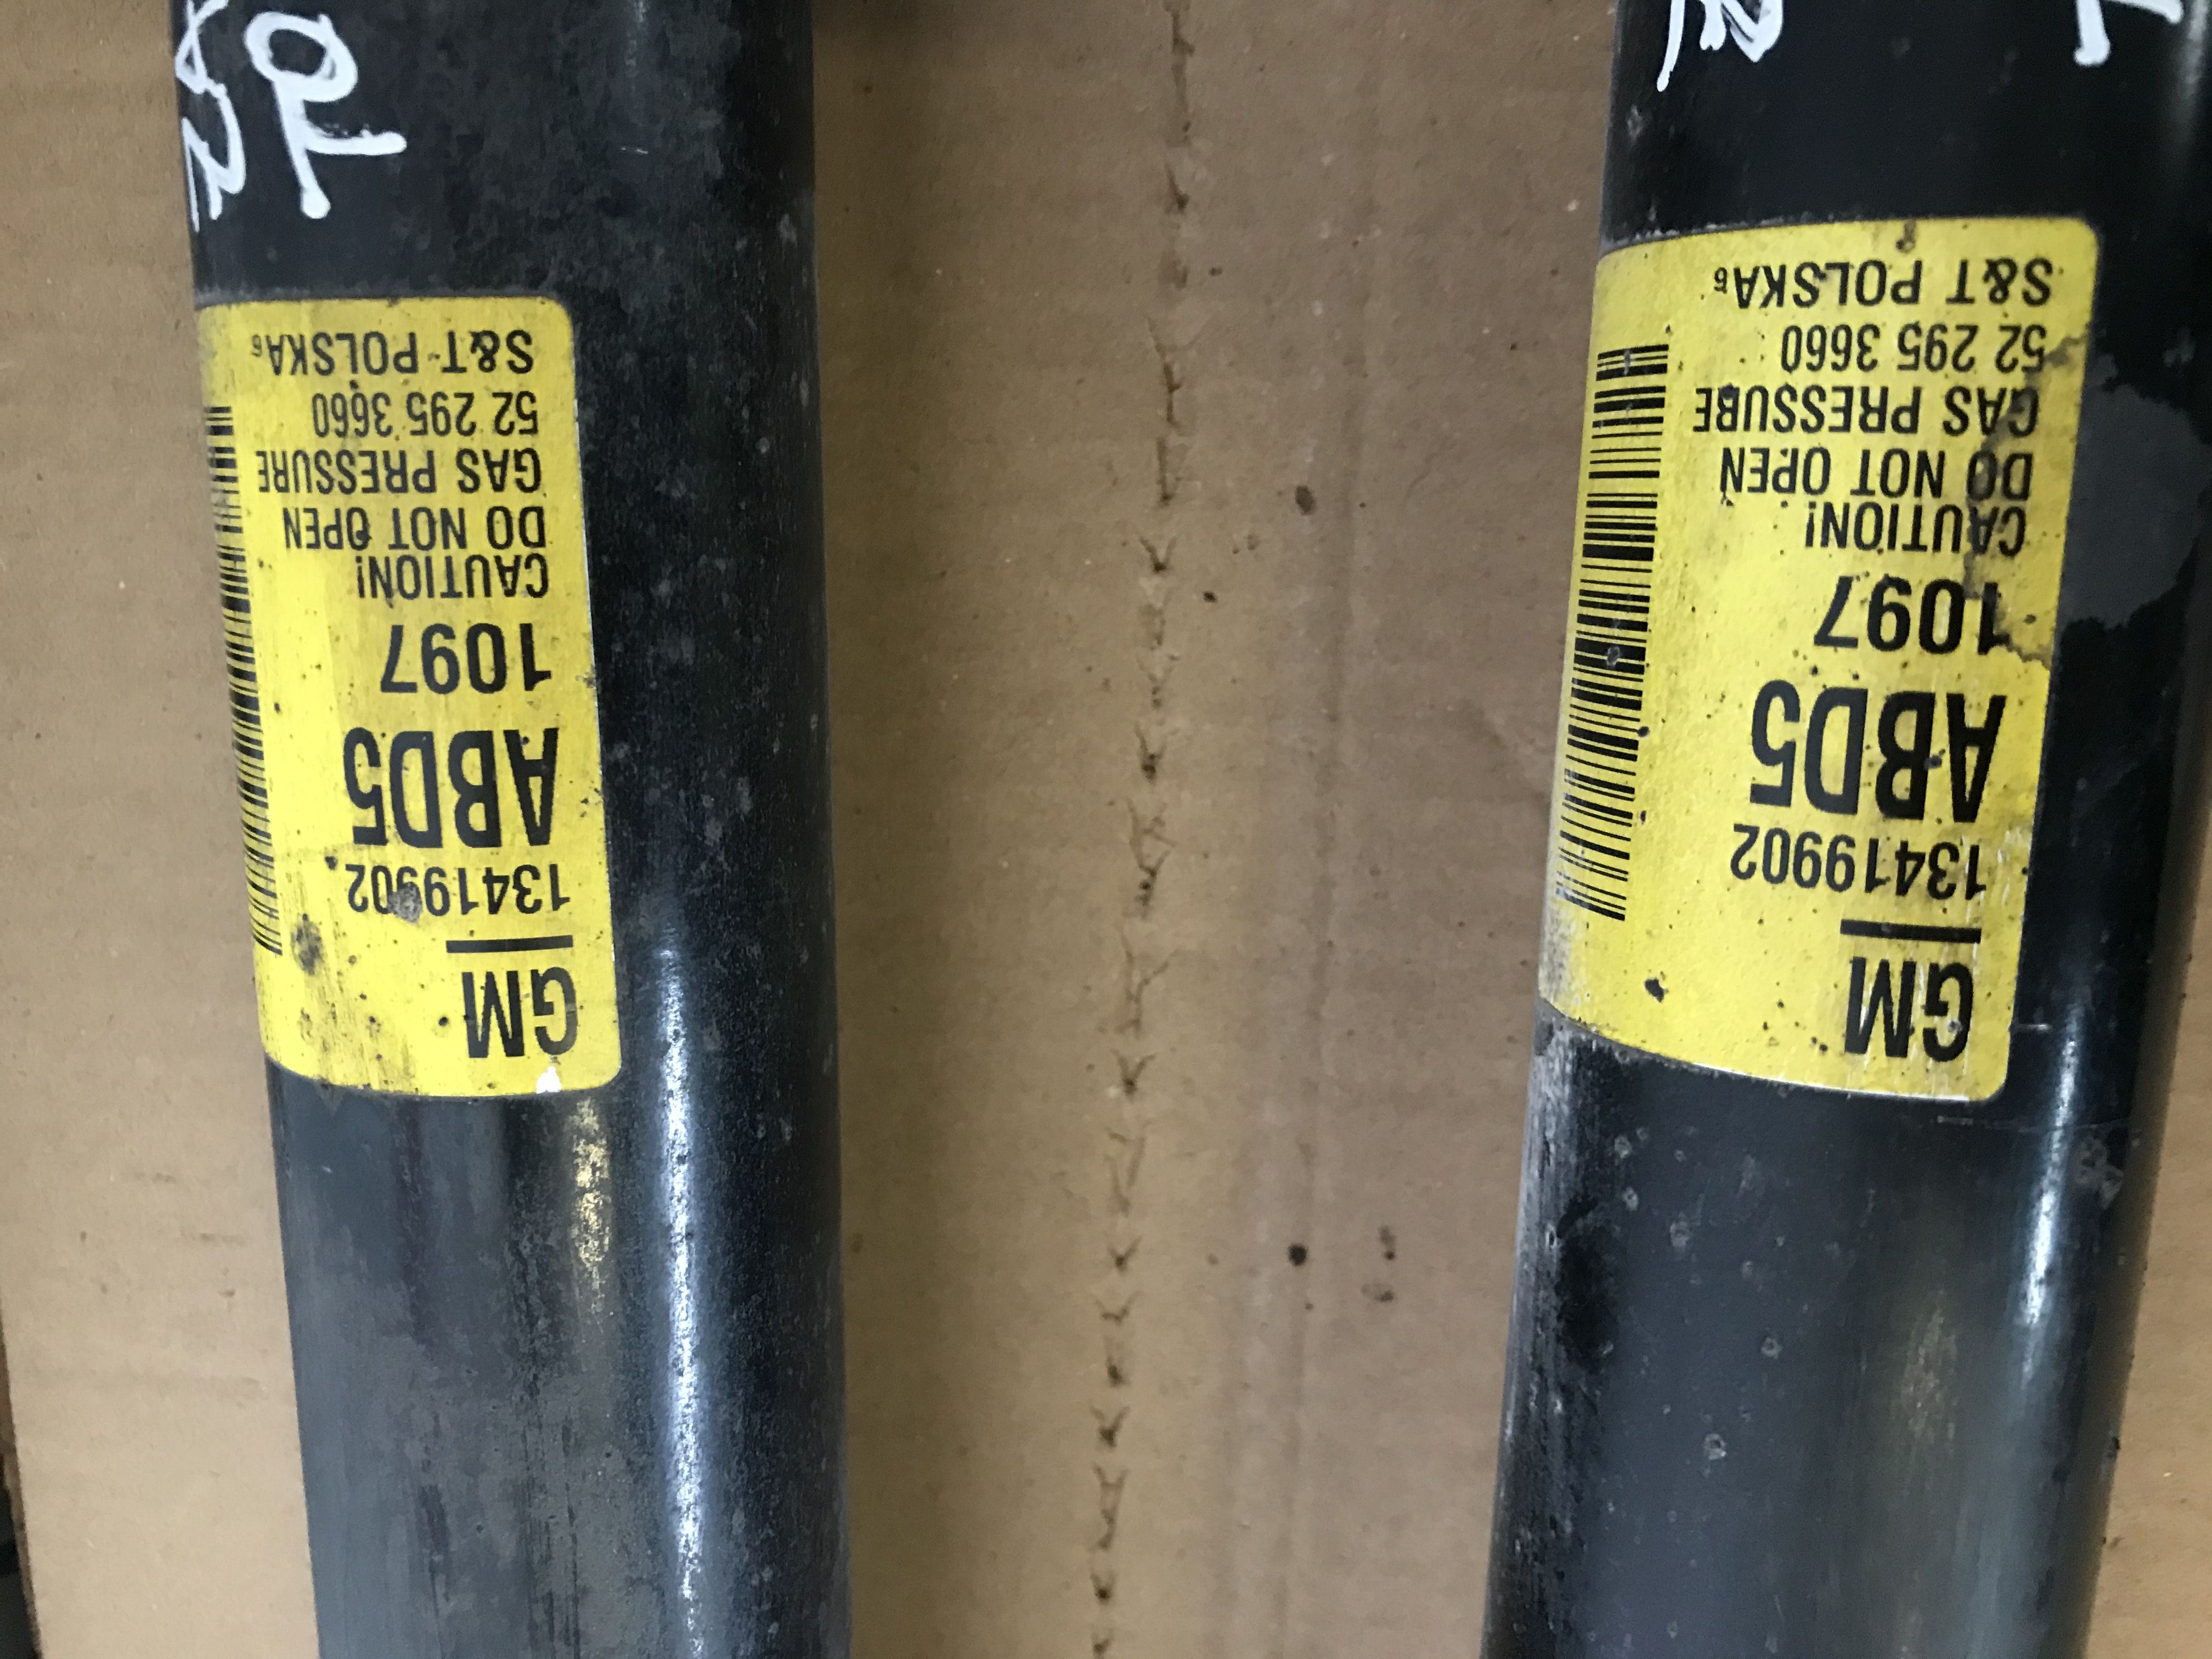 GM
13419902
ABD5
1097
CAUTION!
DO NOT OPEN
GAS PRESSURE
52 295 3660
S&T POLSKA
GM
13419902
ABD5
1097
CAUTION!
DO NOT OPEN
GAS PRESSURE
52 295 3660
S&T POLSKA